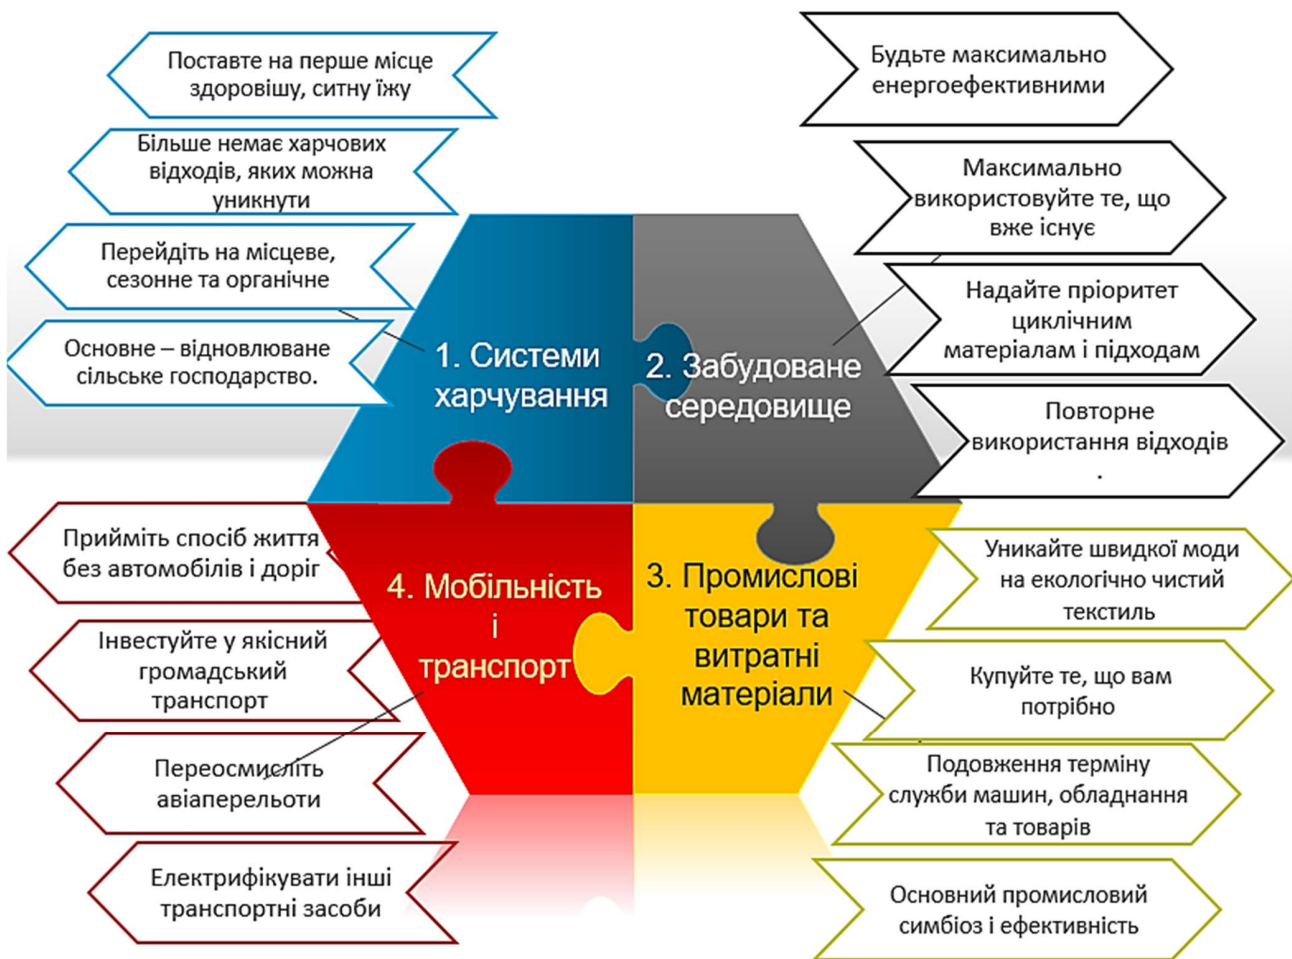 Поставте на перше місце
здоровішу, ситну їжу
Більше немає харчових
відходів, яких можна
уникнути
Перейдіть на місцеве,
сезонне та органічне
Основне – відновлюване
сільське господарство.
1. Системи
харчування
Будьте максимально
енергоефективними
Максимально
використовуйте те, що
вже існує
Надайте пріоритет
циклічним
матеріалам і підходам
Повторне
використання відходів
.
2. Забудоване
середовище
Прийміть спосіб життя
без автомобілів і доріг
Інвестуйте у якісний
громадський
транспорт
Переосмисліть
авіаперельоти
Електрифікувати інші
транспортні засоби
4. Мобільність
і
транспорт
3. Промислові
товари та
витратні
матеріали
Уникайте швидкої моди
на екологічно чистий
текстиль
Купуйте те, що вам
потрібно
Подовження терміну
служби машин, обладнання
та товарів
Основний промисловий
симбіоз і ефективність